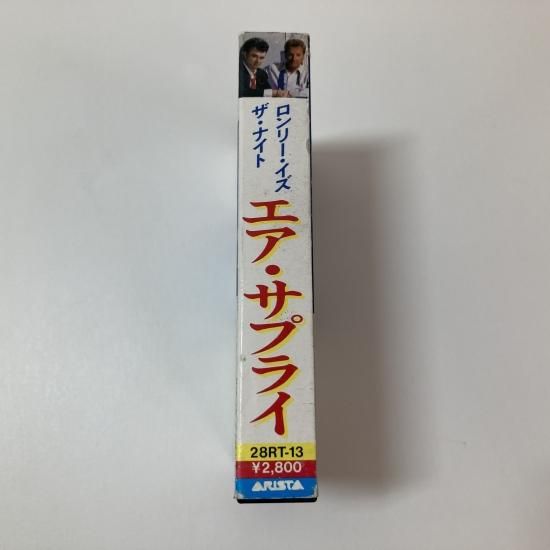 ロンリー・イズ
ザ・ナイト
エア・サプライ
28RT-13
¥2,800
ARISTA